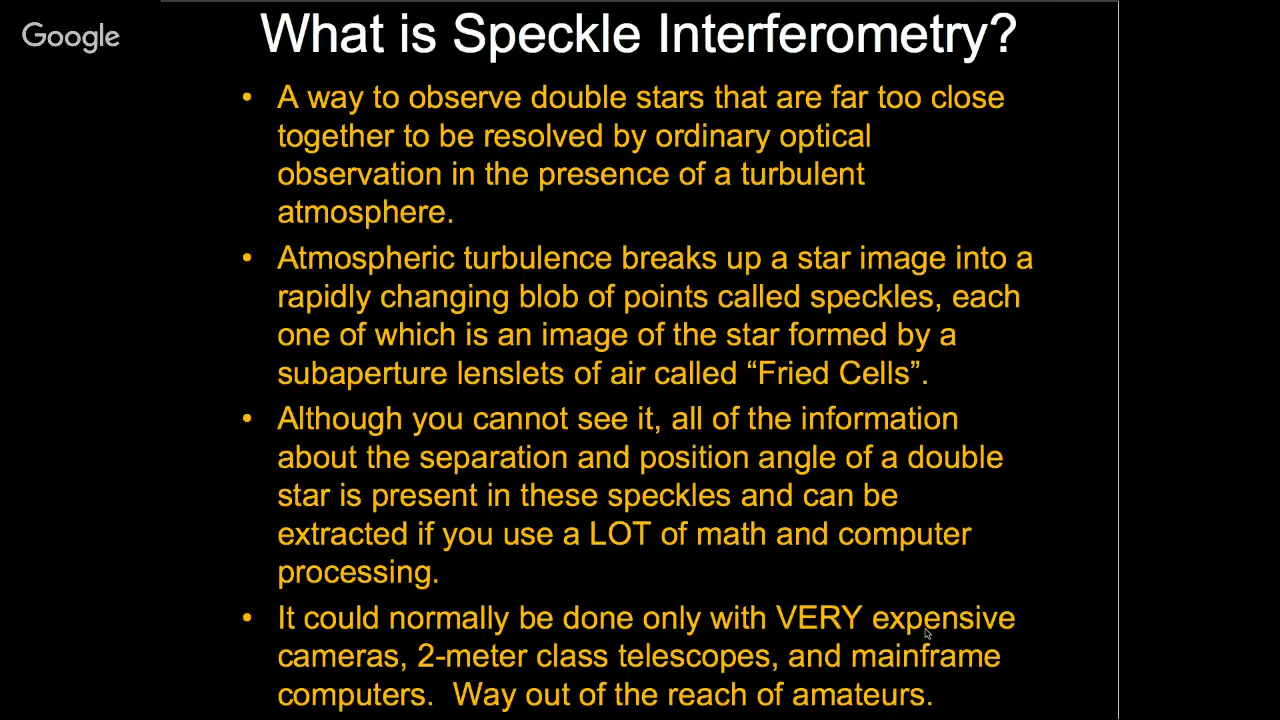 Google
What is Speckle Interferometry?
• A way to observe double stars that are far too close
together to be resolved by ordinary optical
observation in the presence of a turbulent
atmosphere.
• Atmospheric turbulence breaks up a star image into a
rapidly changing blob of points called speckles, each
one of which is an image of the star formed by a
subaperture lenslets of air called “Fried Cells”.
• Although you cannot see it, all of the information
about the separation and position angle of a double
star is present in these speckles and can be
extracted if you use a LOT of math and computer
processing.
• It could normally be done only with VERY expensive
cameras, 2-meter class telescopes, and mainframe
computers.  Way out of the reach of amateurs.